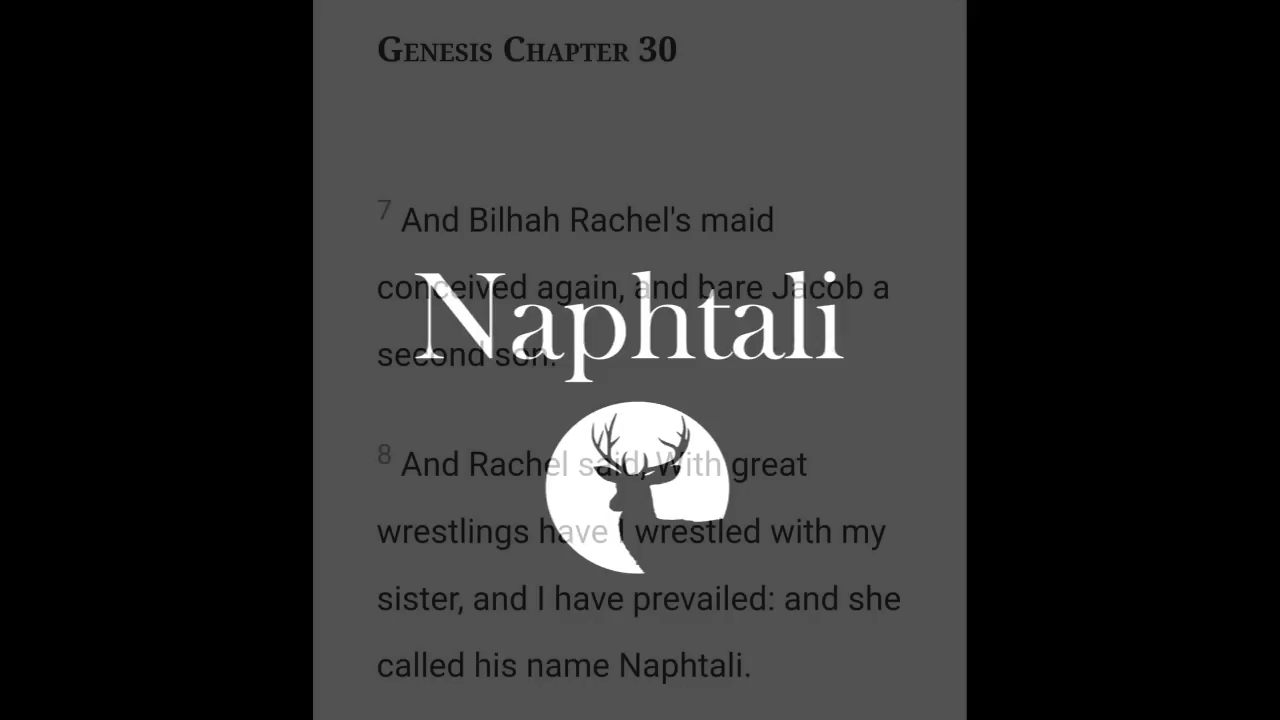 Genesis Chapter 30
7 And Bilhah Rachel's maid
conceived again, and bare Jacob a
second son.
Naphtali
8 And Rachel said, With great
wrestlings have I wrestled with my
sister, and I have prevailed: and she
called his name Naphtali.